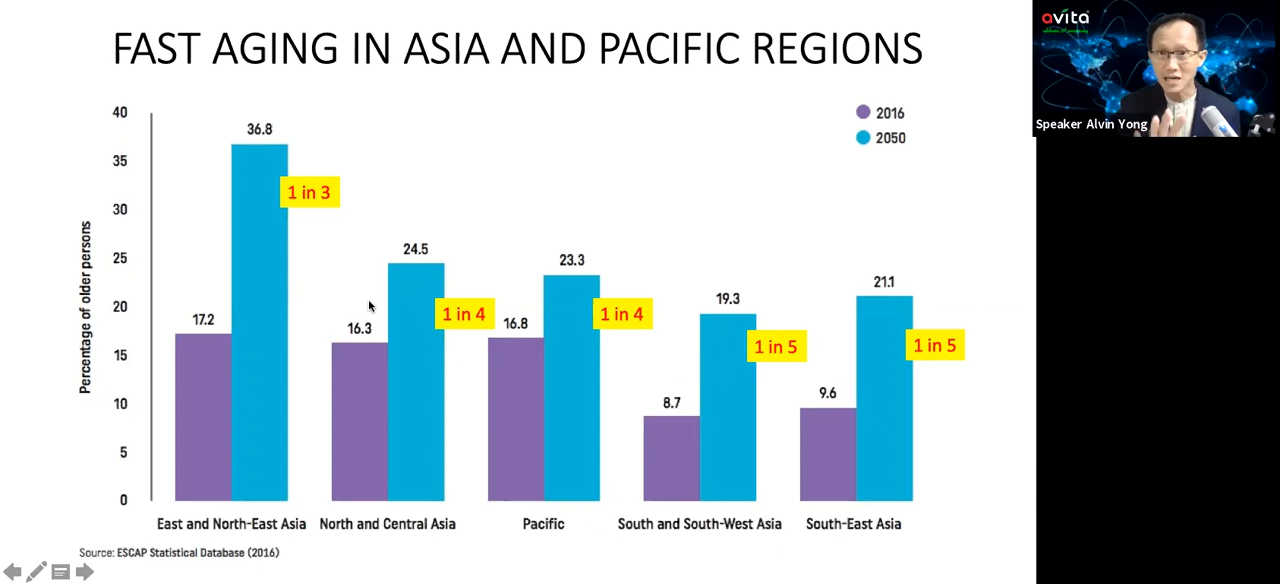 FAST AGING IN ASIA AND PACIFIC REGIONS
avita
Speaker Alvin Yong
2016
2050
Percentage of older persons
40
35
30
25
20
15
10
5
0
17.2
36.8
1 in 3
16.3
24.5
1 in 4
16.8
23.3
1 in 4
8.7
19.3
1 in 5
9.6
21.1
1 in 5
East and North-East Asia
North and Central Asia
Pacific
South and South-West Asia
South-East Asia
Source: ESCAP Statistical Database (2016)